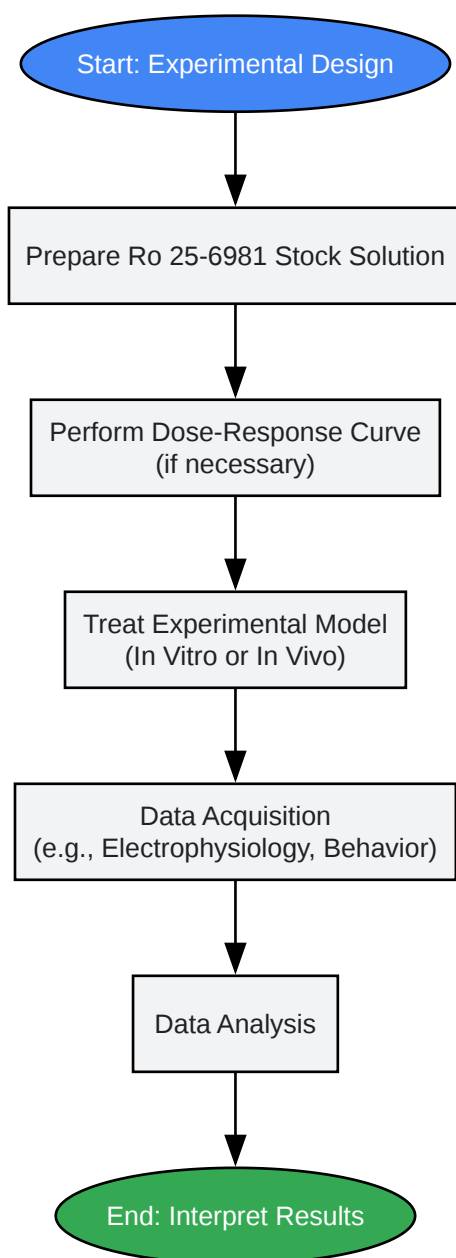 Start: Experimental Design
Prepare Ro 25-6981 Stock Solution
Perform Dose-Response Curve
(if necessary)
Treat Experimental Model
(In Vitro or In Vivo)
Data Acquisition
(e.g., Electrophysiology, Behavior)
Data Analysis
End: Interpret Results